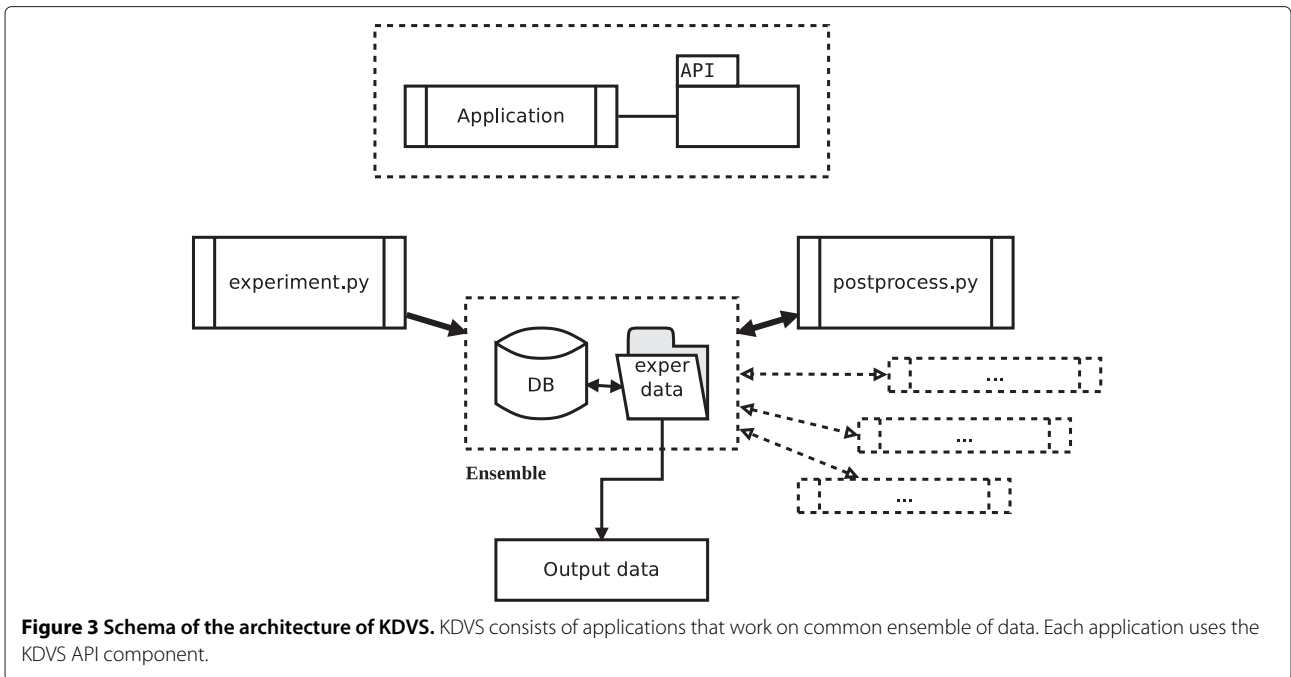 API
Application
experiment.py
postprocess.py
DB
exper
data
...
...
...
Ensemble
Output data
Figure 3 Schema of the architecture of KDVS. KDVS consists of applications that work on common ensemble of data. Each application uses the
KDVS API component.